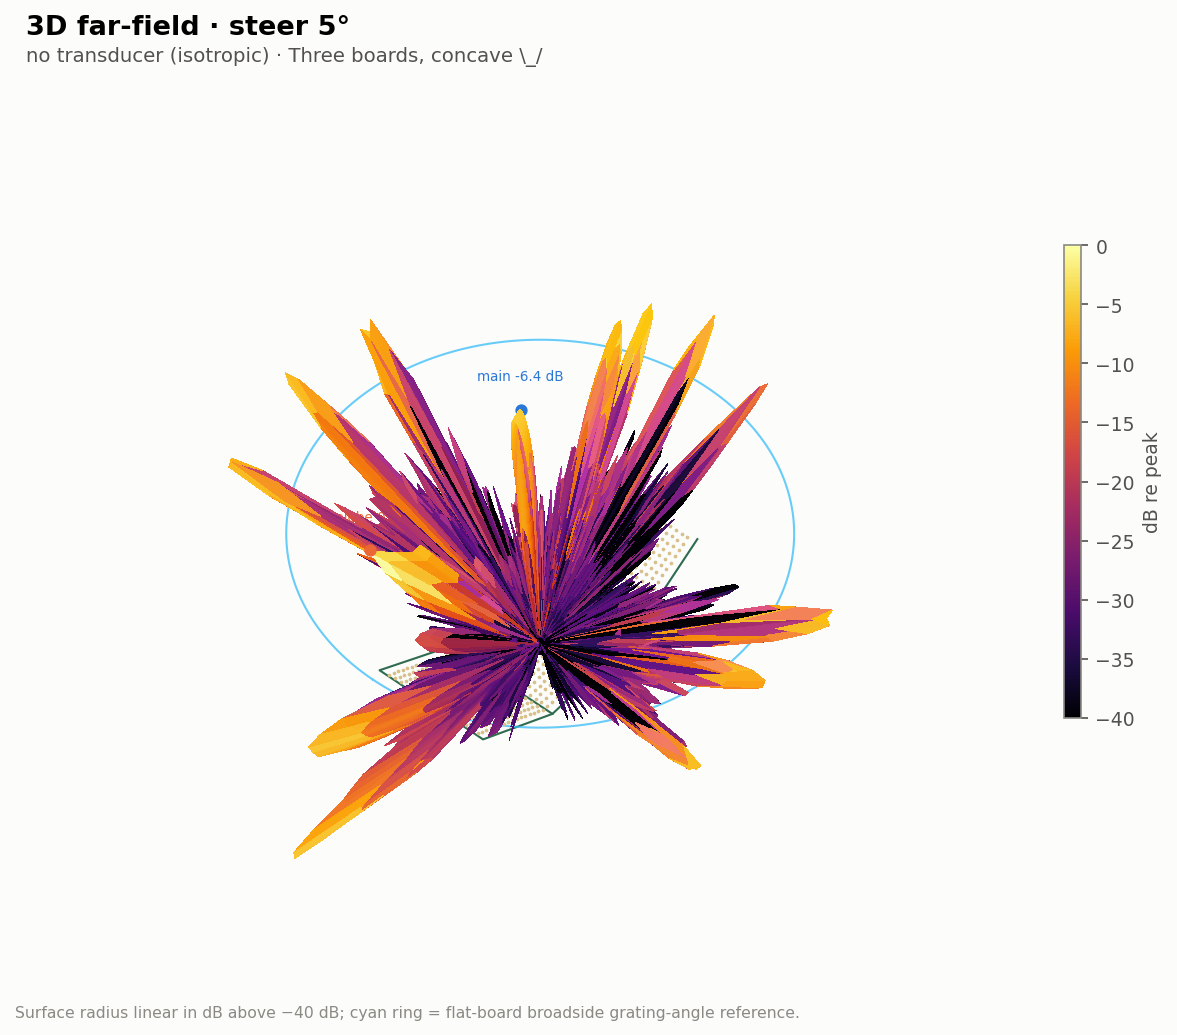 3D far-field · steer 5°
no transducer (isotropic) · Three boards, concave \_/
main -6.4 dB
0
−5
−10
−15
−20
−25
−30
−35
−40
dB re peak
Surface radius linear in dB above −40 dB; cyan ring = flat-board broadside grating-angle reference.